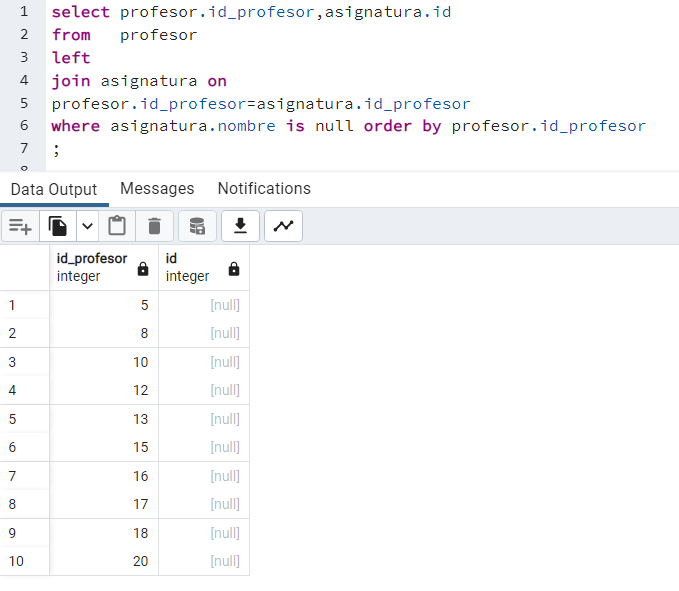 1 select profesor.id_profesor,asignatura.id
2 from   profesor
3 left
4 join asignatura on
5 profesor.id_profesor=asignatura.id_profesor
6 where asignatura.nombre is null order by profesor.id_profesor
7 ;
Data Output Messages Notifications
id_profesor id
integer integer
1 5 [null]
2 8 [null]
3 10 [null]
4 12 [null]
5 13 [null]
6 15 [null]
7 16 [null]
8 17 [null]
9 18 [null]
10 20 [null]